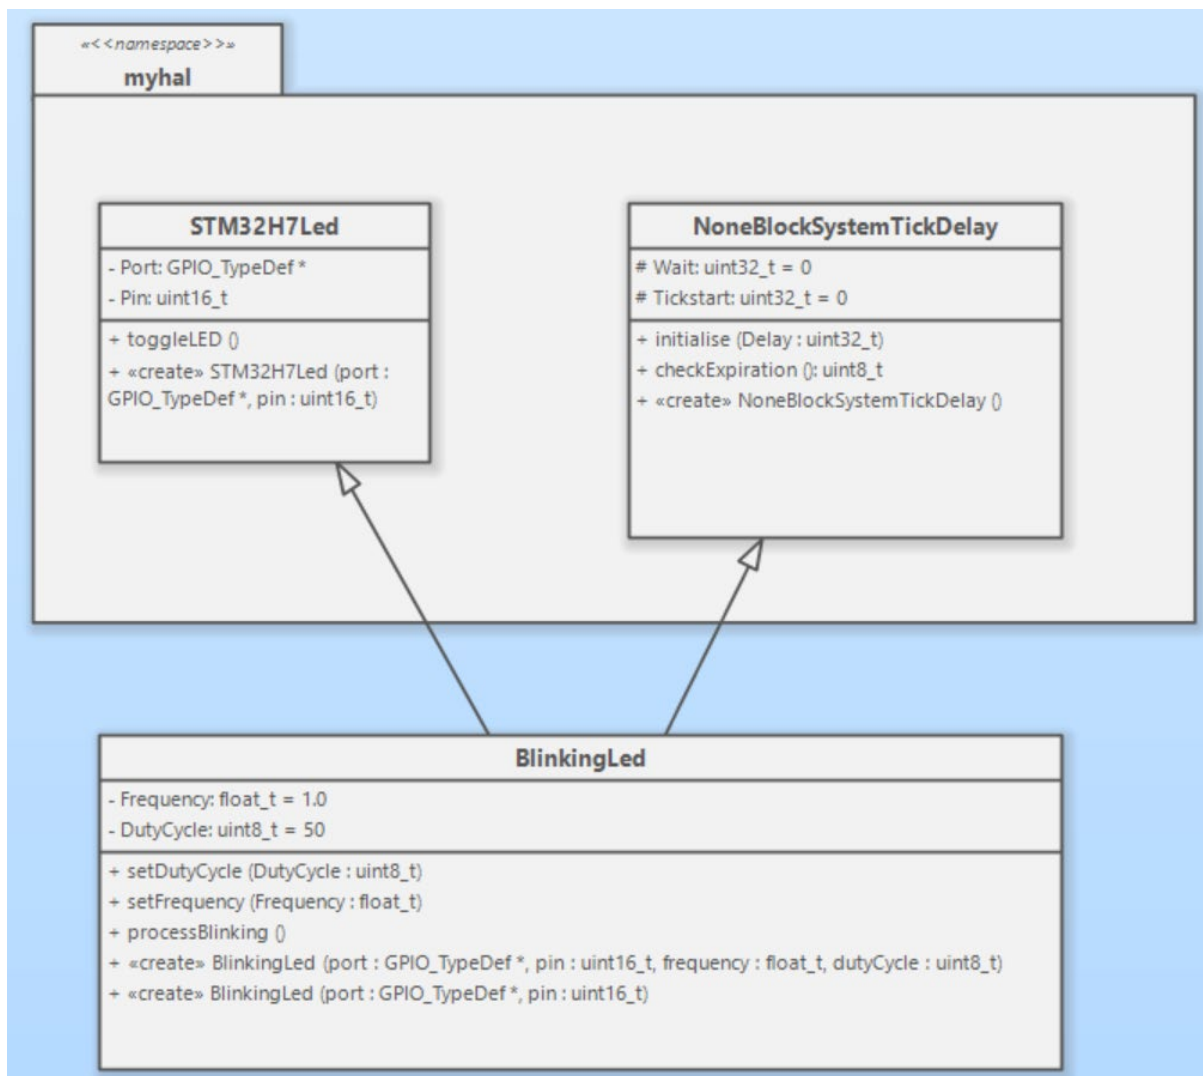 «<<namespace>>»
myhal
STM32H7Led
- Port: GPIO_TypeDef *
- Pin: uint16_t
+ toggleLED ()
+ «create» STM32H7Led (port :
GPIO_TypeDef *, pin : uint16_t)
NoneBlockSystemTickDelay
# Wait: uint32_t = 0
# Tickstart: uint32_t = 0
+ initialise (Delay : uint32_t)
+ checkExpiration (): uint8_t
+ «create» NoneBlockSystemTickDelay ()
BlinkingLed
- Frequency: float_t = 1.0
- DutyCycle: uint8_t = 50
+ setDutyCycle (DutyCycle : uint8_t)
+ setFrequency (Frequency : float_t)
+ processBlinking ()
+ «create» BlinkingLed (port : GPIO_TypeDef *, pin : uint16_t, frequency : float_t, dutyCycle : uint8_t)
+ «create» BlinkingLed (port : GPIO_TypeDef *, pin : uint16_t)